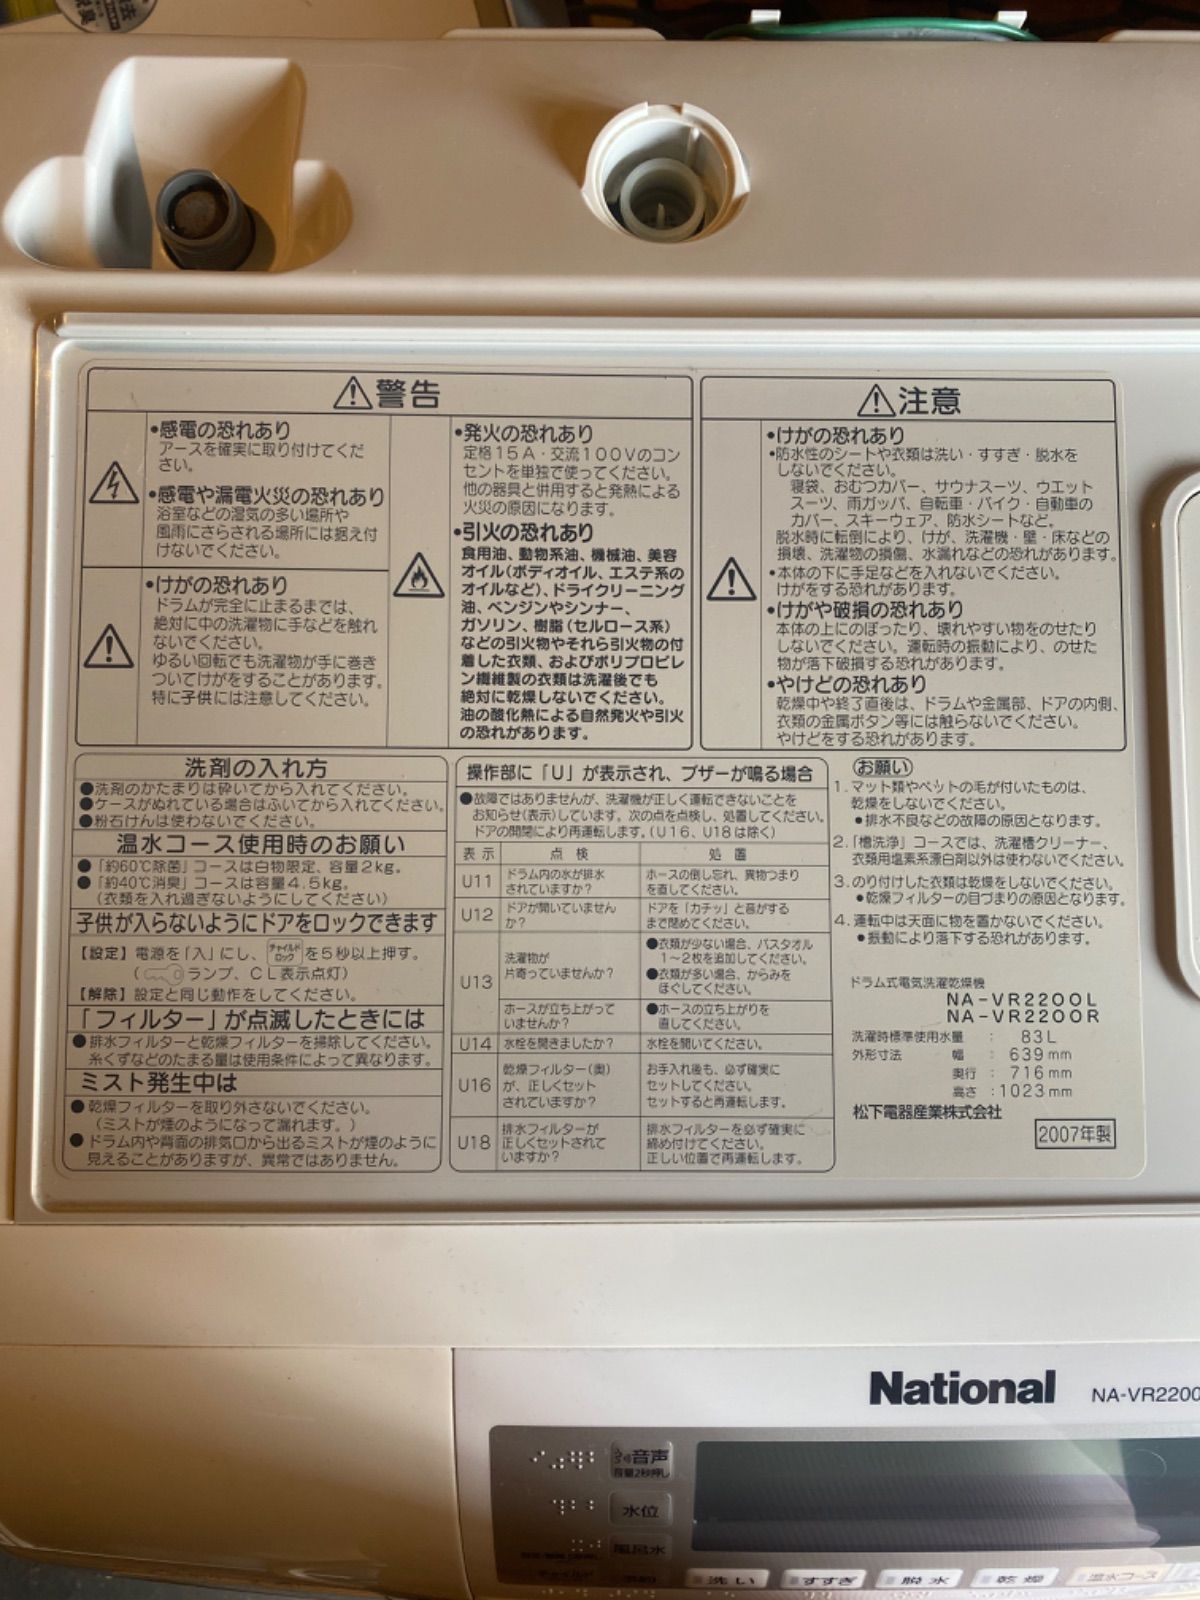 ⚠警告
•感電の恐れあり
アースを確実に取り付けてくだ
さい。
•感電や漏電火災の恐れあり
浴室などの湿気の多い場所や
風雨にさらされる場所には据え付
けないでください。
•けがの恐れあり
ドラムが完全に止まるまでは、
絶対に中の洗濯物に手などを触れ
ないでください。
ゆるい回転でも洗濯物が手に巻き
ついてけがをすることがあります。
特に子供には注意してください。
•発火の恐れあり
定格15A・交流100Vのコン
セントを単独で使ってください。
他の器具と併用すると発熱による
火災の原因になります。
•引火の恐れあり
食用油、動物系油、機械油、美容
オイル(ボディオイル、エステ系の
オイルなど)、ドライクリーニング
油、ベンジンやシンナー、
ガソリン、樹脂(セルロース系)
などの引火物やそれら引火物の付
着した衣類、およびポリプロピレ
ン繊維製の衣類は洗濯後でも
絶対に乾燥しないでください。
油の酸化熱による自然発火や引火
の恐れがあります。
⚠注意
•けがの恐れあり
•防水性のシートや衣類は洗い・すすぎ・脱水を
しないでください。
寝袋、おむつカバー、サウナスーツ、ウエット
スーツ、雨ガッパ、自転車・バイク・自動車の
カバー、スキーウェア、防水シートなど。
脱水時に転倒により、けが、洗濯機・壁・床などの
損壊、洗濯物の損傷、水漏れなどの恐れがあります。
•本体の下に手足などを入れないでください。
けがをする恐れがあります。
•けがや破損の恐れあり
本体の上にのぼったり、壊れやすい物をのせたり
しないでください。運転時の振動により、のせた
物が落下破損する恐れがあります。
•やけどの恐れあり
乾燥中や終了直後は、ドラムや金属部、ドアの内側、
衣類の金属ボタン等には触らないでください。
やけどをする恐れがあります。
洗剤の入れ方
●洗剤のかたまりは砕いてから入れてください。
●ケースがぬれている場合はふいてから入れてください。
●粉石けんは使わないでください。
温水コース使用時のお願い
●「約60℃除菌」コースは白物限定、容量2kg。
●「約40℃消臭」コースは容量4.5kg。
(衣類を入れ過ぎないようにしてください)
子供が入らないようにドアをロックできます
【設定】電源を「入」にし、チャイルドロックを5秒以上押す。
(ランプ、CL表示点灯)
【解除】設定と同じ動作をしてください。
「フィルター」が点滅したときには
●排水フィルターと乾燥フィルターを掃除してください。
糸くずなどのたまる量は使用条件によって異なります。
ミスト発生中は
●乾燥フィルターを取り外さないでください。
(ミストが煙のようになって漏れます。)
●ドラム内や背面の排気口から出るミストが煙のように
見えることがありますが、異常ではありません。
操作部に「U」が表示され、ブザーが鳴る場合
●故障ではありませんが、洗濯機が正しく運転できないことを
お知らせ(表示)しています。次の点を点検し、処置してください。
ドアの開閉により再運転します。(U16、U18は除く)
表示 点検 処置
U11 ドラム内の水が排水
されていますか? ホースの倒し忘れ、異物つまり
を直してください。
U12 ドアが開いていません
か? ドアを「カチッ」と音がする
まで閉めてください。
U13 洗濯物が
片寄っていませんか? ●衣類が少ない場合、バスタオル
1~2枚を追加してください。
●衣類が多い場合、からみを
ほぐしてください。
ホースが立ち上がって
いませんか? ●ホースの立ち上がりを
直してください。
U14 水栓を開きましたか? 水栓を開いてください。
U16 乾燥フィルター(奥)
が、正しくセット
されていますか? お手入れ後も、必ず確実に
セットしてください。
セットすると再運転します。
U18 排水フィルターが
正しくセットされて
いますか? 排水フィルターを必ず確実に
締め付けてください。
正しい位置で再運転します。
お願い
1.マット類やペットの毛が付いたものは、
乾燥をしないでください。
•排水不良などの故障の原因となります。
2.「槽洗浄」コースでは、洗濯槽クリーナー、
衣類用塩素系漂白剤以外は使わないでください。
3.のり付けした衣類は乾燥をしないでください。
•乾燥フィルターの目づまりの原因となります。
4.運転中は天面に物を置かないでください。
•振動により落下する恐れがあります。
ドラム式電気洗濯乾燥機
NA-VR2200L
NA-VR2200R
洗濯時標準使用水量 : 83L
外形寸法 幅 : 639mm
奥行 : 716mm
高さ : 1023mm
松下電器産業株式会社
2007年製
National NA-VR2200
音声
音量2秒押し
水位
風呂水
洗い すすぎ 脱水 乾燥 温水コース